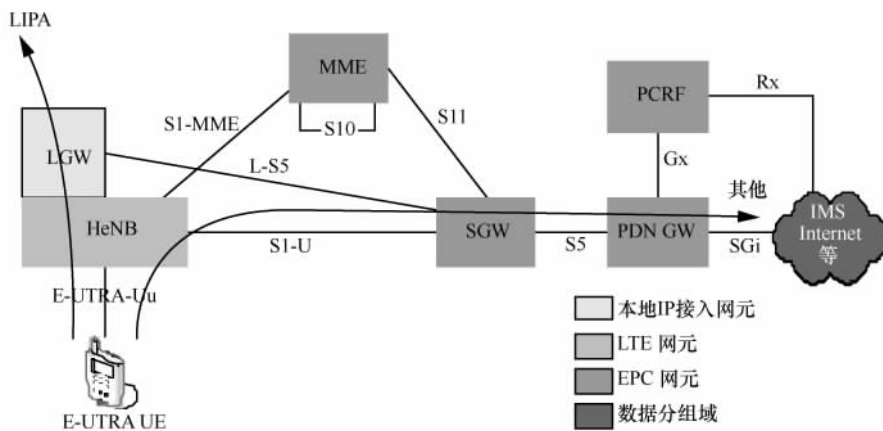 LIPA
MME
PCRF
Rx
S1-MME
S10
S11
LGW
L-S5
Gx
其他
HeNB
SGW
PDN GW
IMS
Internet
等
S1-U
S5
SGi
E-UTRA-Uu
本地IP接入网元
LTE 网元
EPC 网元
数据分组域
E-UTRA UE